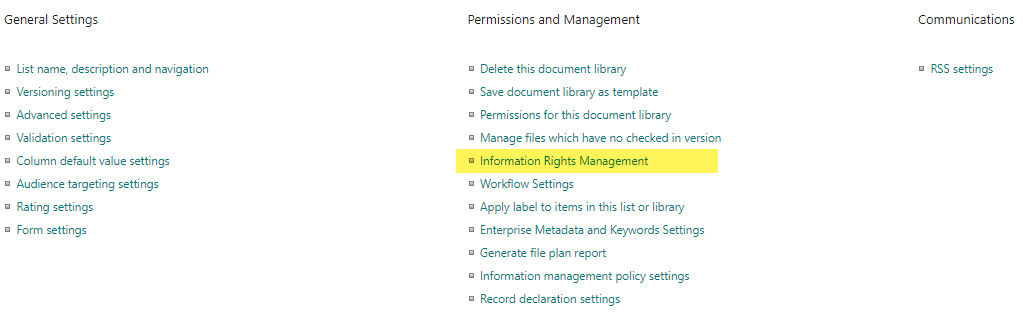 General Settings
List name, description and navigation
Versioning settings
Advanced settings
Validation settings
Column default value settings
Audience targeting settings
Rating settings
Form settings
Permissions and Management
Delete this document library
Save document library as template
Permissions for this document library
Manage files which have no checked in version
Information Rights Management
Workflow Settings
Apply label to items in this list or library
Enterprise Metadata and Keywords Settings
Generate file plan report
Information management policy settings
Record declaration settings
Communications
RSS settings